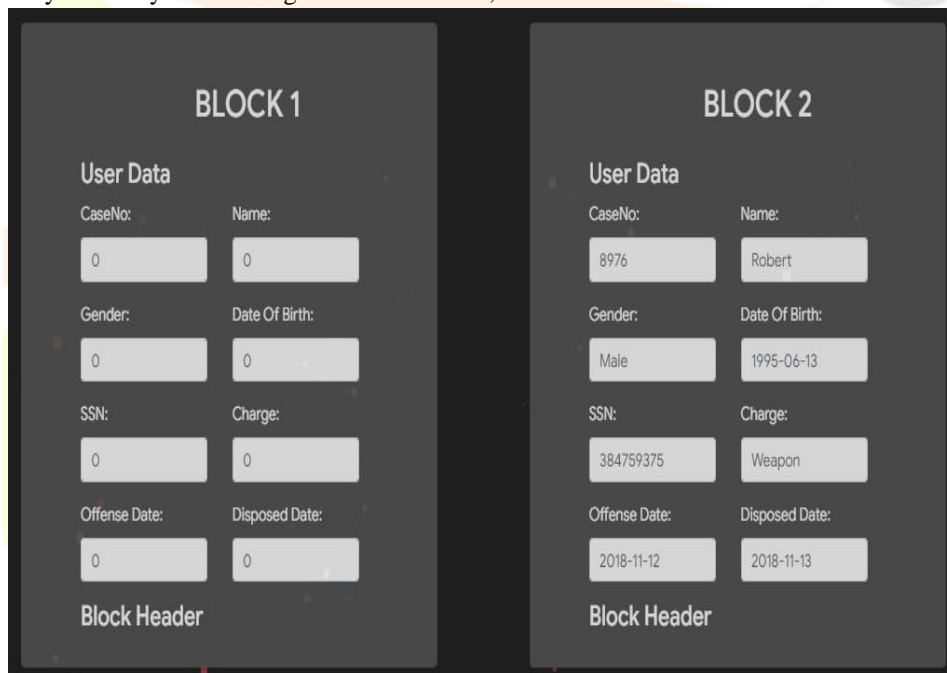 BLOCK 1
User Data
CaseNo: Name:
0 0
Gender: Date Of Birth:
0 0
SSN: Charge:
0 0
Offense Date: Disposed Date:
0 0
Block Header
BLOCK 2
User Data
CaseNo: Name:
8976 Robert
Gender: Date Of Birth:
Male 1995-06-13
SSN: Charge:
384759375 Weapon
Offense Date: Disposed Date:
2018-11-12 2018-11-13
Block Header